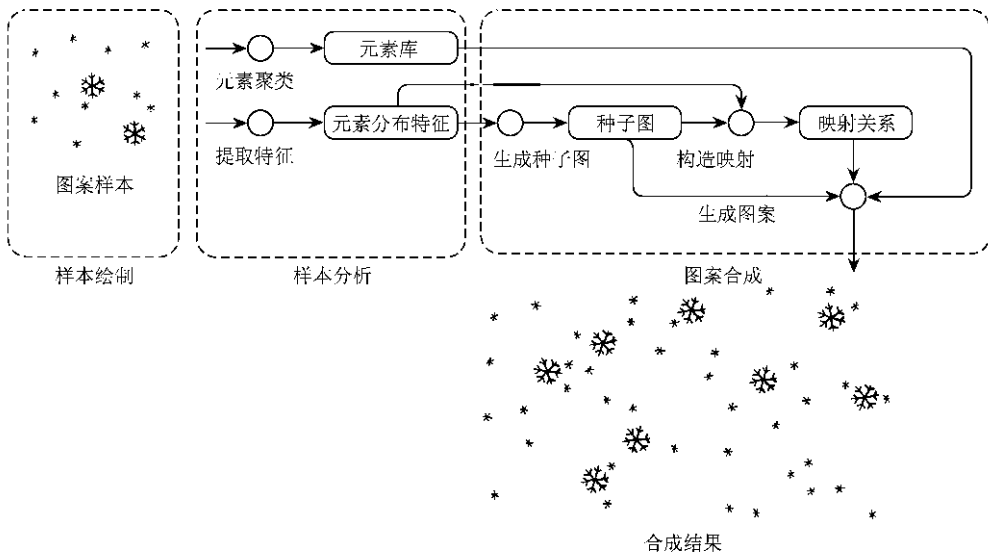 元素库
元素聚类
元素分布特征
种子图
映射关系
提取特征
生成种子图
构造映射
图案样本
生成图案
样本绘制
样本分析
图案合成
合成结果